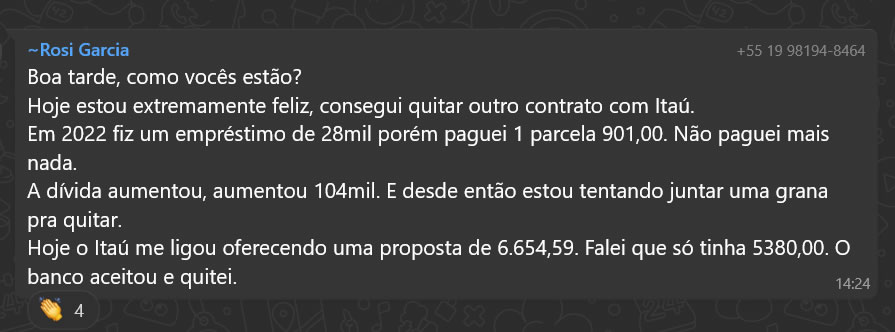 ~Rosi Garcia +55 19 98194-8464
Boa tarde, como vocês estão?
Hoje estou extremamente feliz, consegui quitar outro contrato com Itaú.
Em 2022 fiz um empréstimo de 28mil porém paguei 1 parcela 901,00. Não paguei mais
nada.
A dívida aumentou, aumentou 104mil. E desde então estou tentando juntar uma grana
pra quitar.
Hoje o Itaú me ligou oferecendo uma proposta de 6.654,59. Falei que só tinha 5380,00. O
banco aceitou e quitei.
14:24
👏 4